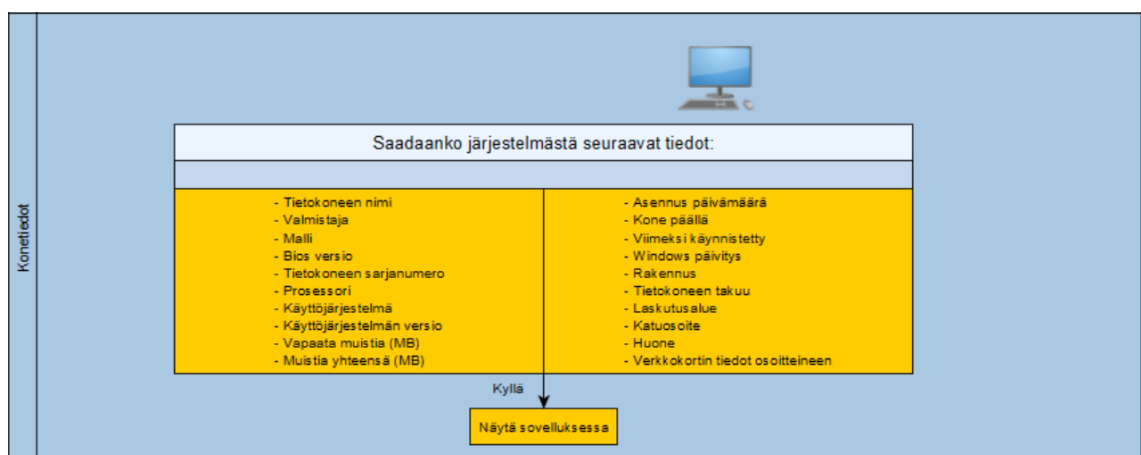 Konetiedot
Saadaanko järjestelmästä seuraavat tiedot:
- Tietokoneen nimi
- Valmistaja
- Malli
- Bios versio
- Tietokoneen sarjanumero
- Prosessori
- Käyttöjärjestelmä
- Käyttöjärjestelmän versio
- Vapaata muistia (MB)
- Muistia yhteensä (MB)
- Asennus päivämäärä
- Kone päällä
- Viimeksi käynnistetty
- Windows päivitys
- Rakennus
- Tietokoneen takuu
- Laskutusalue
- Katuosoite
- Huone
- Verkkokortin tiedot osoitteineen
Kyllä
Näytä sovelluksessa